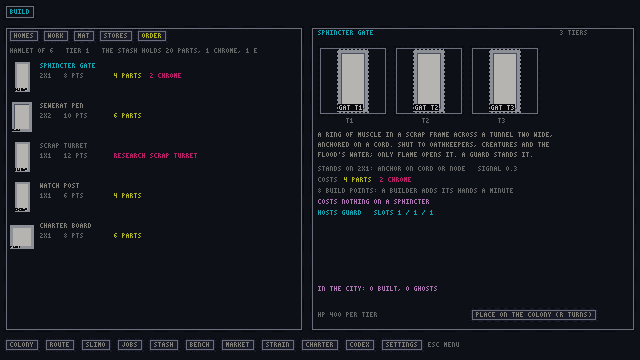 BUILD
HOMES WORK MAT STORES ORDER
HAMLET OF 6 TIER 1 THE STASH HOLDS 20 PARTS, 1 CHROME, 1 E
SPHINCTER GATE
2X1 8 PTS 4 PARTS 2 CHROME
SEWERAT PEN
2X2 10 PTS 6 PARTS
SCRAP TURRET
1X1 12 PTS RESEARCH SCRAP TURRET
WATCH POST
1X1 6 PTS 4 PARTS
CHARTER BOARD
2X1 8 PTS 6 PARTS
SPHINCTER GATE 3 TIERS
GAT T1 GAT T2 GAT T3
T1 T2 T3
A RING OF MUSCLE IN A SCRAP FRAME ACROSS A TUNNEL TWO WIDE,
ANCHORED ON A CORD. SHUT TO OATHKEEPERS, CREATURES AND THE
FLOOD'S WATER; ONLY FLAME OPENS IT. A GUARD STANDS IT.
STANDS ON 2X1: ANCHOR ON CORD OR NODE SIGNAL 0.3
COSTS 4 PARTS 2 CHROME
8 BUILD POINTS: A BUILDER ADDS ITS HANDS A MINUTE
COSTS NOTHING ON A SPHINCTER
HOSTS GUARD SLOTS 1 / 1 / 1
IN THE CITY: 0 BUILT, 0 GHOSTS
HP 400 PER TIER PLACE ON THE COLONY (R TURNS)
COLONY ROUTE SLIMO JOBS STASH BENCH MARKET STRAIN CHARTER CODEX SETTINGS ESC MENU